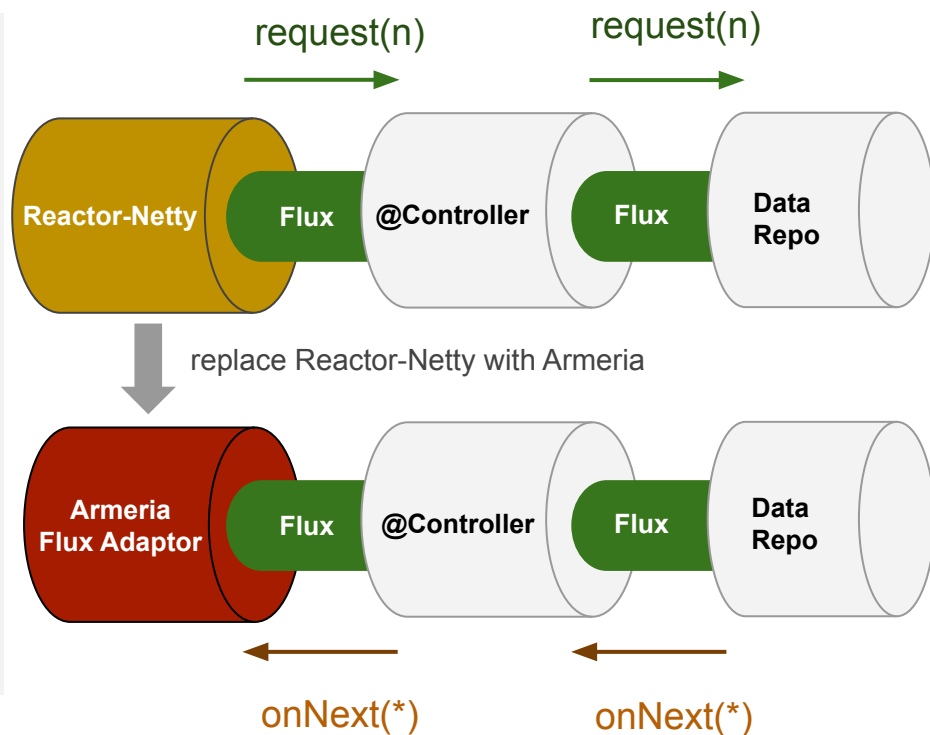 request(n)
request(n)
Reactor-Netty
Flux
@Controller
Flux
Data
Repo
replace Reactor-Netty with Armeria
Armeria
Flux Adaptor
Flux
@Controller
Flux
Data
Repo
onNext(*)
onNext(*)